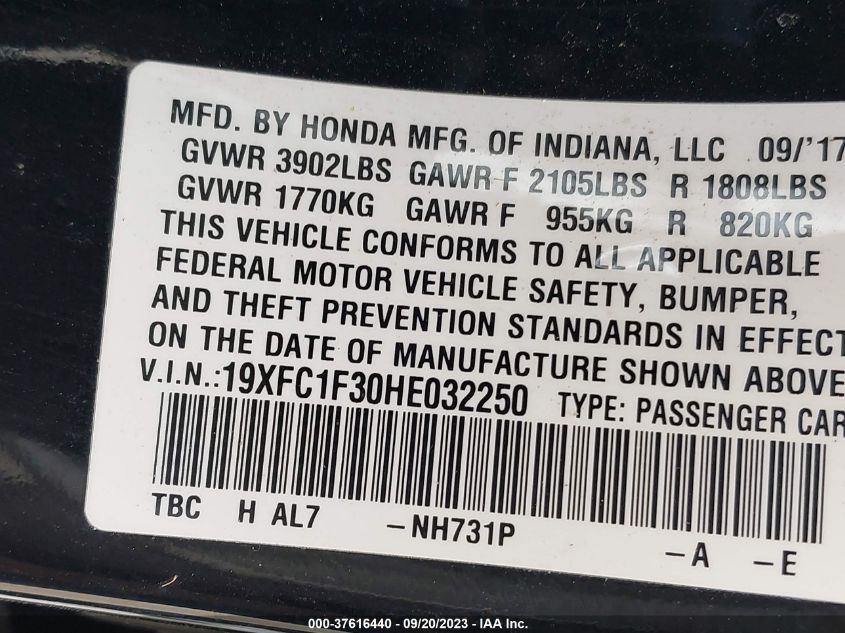 MFD. BY HONDA MFG. OF INDIANA, LLC 09/'17
GVWR 3902LBS GAWR F 2105LBS R 1808LBS
GVWR 1770KG GAWR F 955KG R 820KG
THIS VEHICLE CONFORMS TO ALL APPLICABLE
FEDERAL MOTOR VEHICLE SAFETY, BUMPER,
AND THEFT PREVENTION STANDARDS IN EFFECT
ON THE DATE OF MANUFACTURE SHOWN ABOVE
V.I.N.:19XFC1F30HE032250 TYPE: PASSENGER CAR
TBC H AL7 -NH731P -A -E
000-37616440 - 09/20/2023 - IAA Inc.